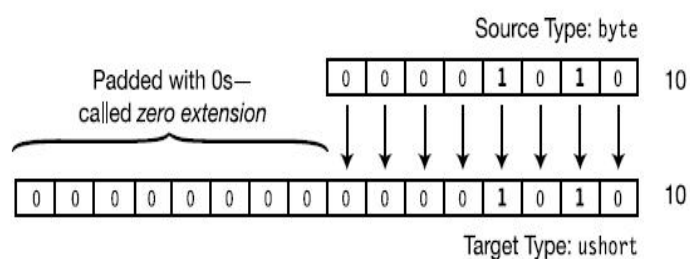 Source Type: byte
Padded with 0s—
called zero extension
0 0 0 0 1 0 1 0 10
0 0 0 0 0 0 0 0 0 0 0 0 1 0 1 0 10
Target Type: ushort